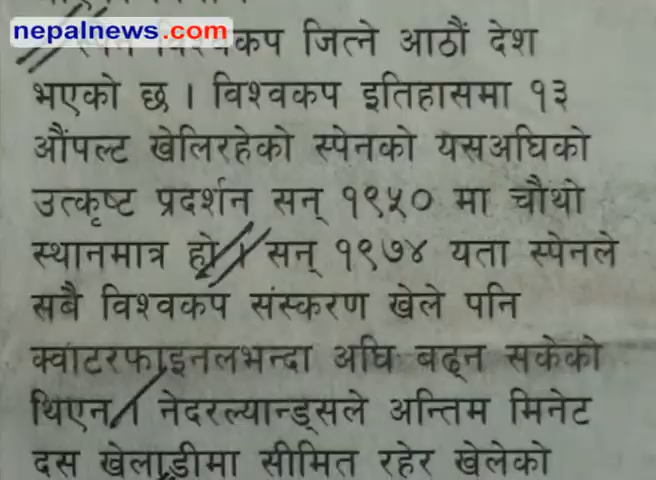 nepalnews.com
विश्वकप जित्ने आठौं देश
भएको छ । विश्वकप इतिहासमा १३
औंपल्ट खेलिरहेको स्पेनको यसअघिको
उत्कृष्ट प्रदर्शन सन् १९५० मा चौथो
स्थानमात्र हो । सन् १९७४ यता स्पेनले
सबै विश्वकप संस्करण खेले पनि
क्वाटरफाइनलभन्दा अघि बढ्न सकेको
थिएन । नेदरल्यान्ड्सले अन्तिम मिनेट
दस खेलाडीमा सीमित रहेर खेलेको